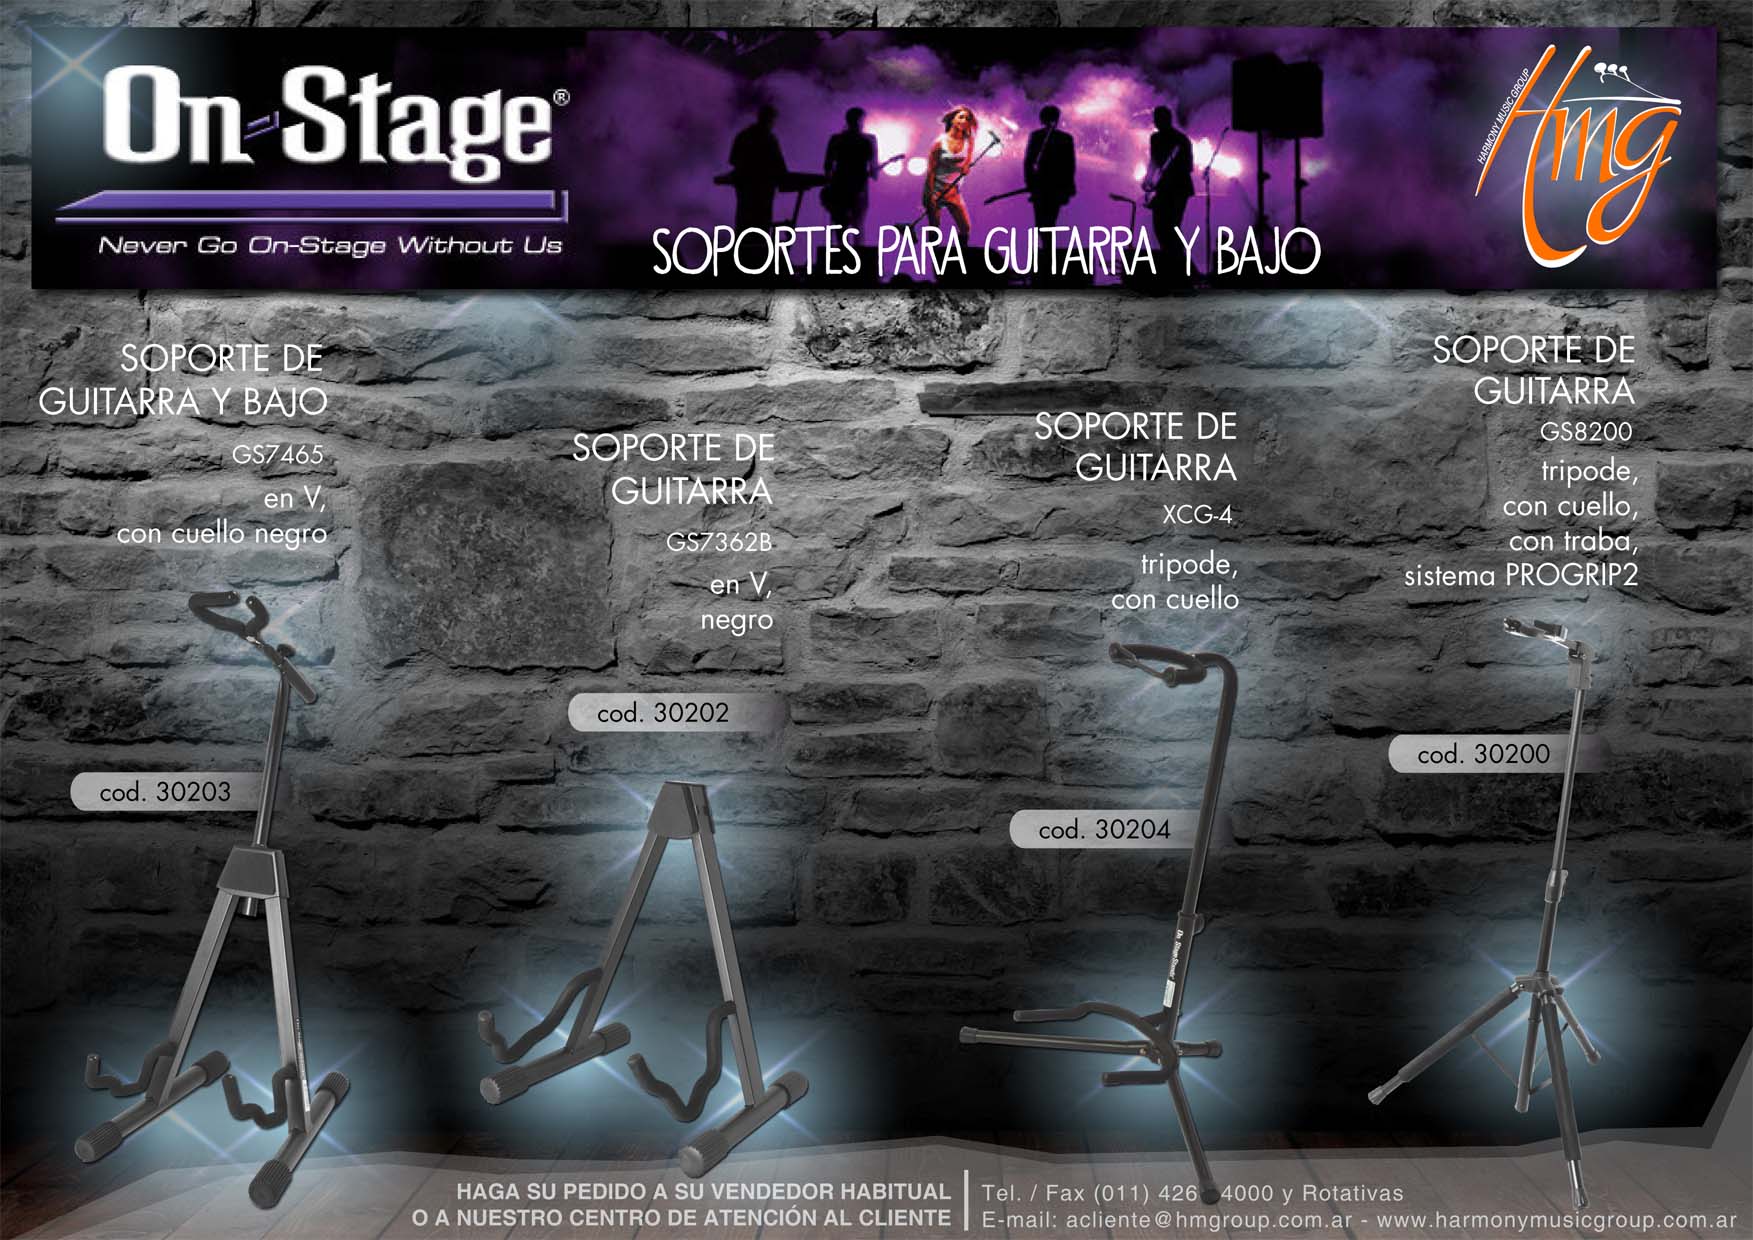 On-Stage®
Never Go On-Stage Without Us
SOPORTES PARA GUITARRA Y BAJO
HARMONY MUSIC GROUP
Hmg
SOPORTE DE
GUITARRA Y BAJO
GS7465
en V,
con cuello negro
cod. 30203
SOPORTE DE
GUITARRA
GS7362B
en V,
negro
cod. 30202
SOPORTE DE
GUITARRA
XCG-4
tripode,
con cuello
cod. 30204
On Stage Stands
SOPORTE DE
GUITARRA
GS8200
tripode,
con cuello,
con traba,
sistema PROGRIP2
cod. 30200
HAGA SU PEDIDO A SU VENDEDOR HABITUAL
O A NUESTRO CENTRO DE ATENCIÓN AL CLIENTE
Tel. / Fax (011) 426 4000 y Rotativas
E-mail: acliente@hmgroup.com.ar - www.harmonymusicgroup.com.ar